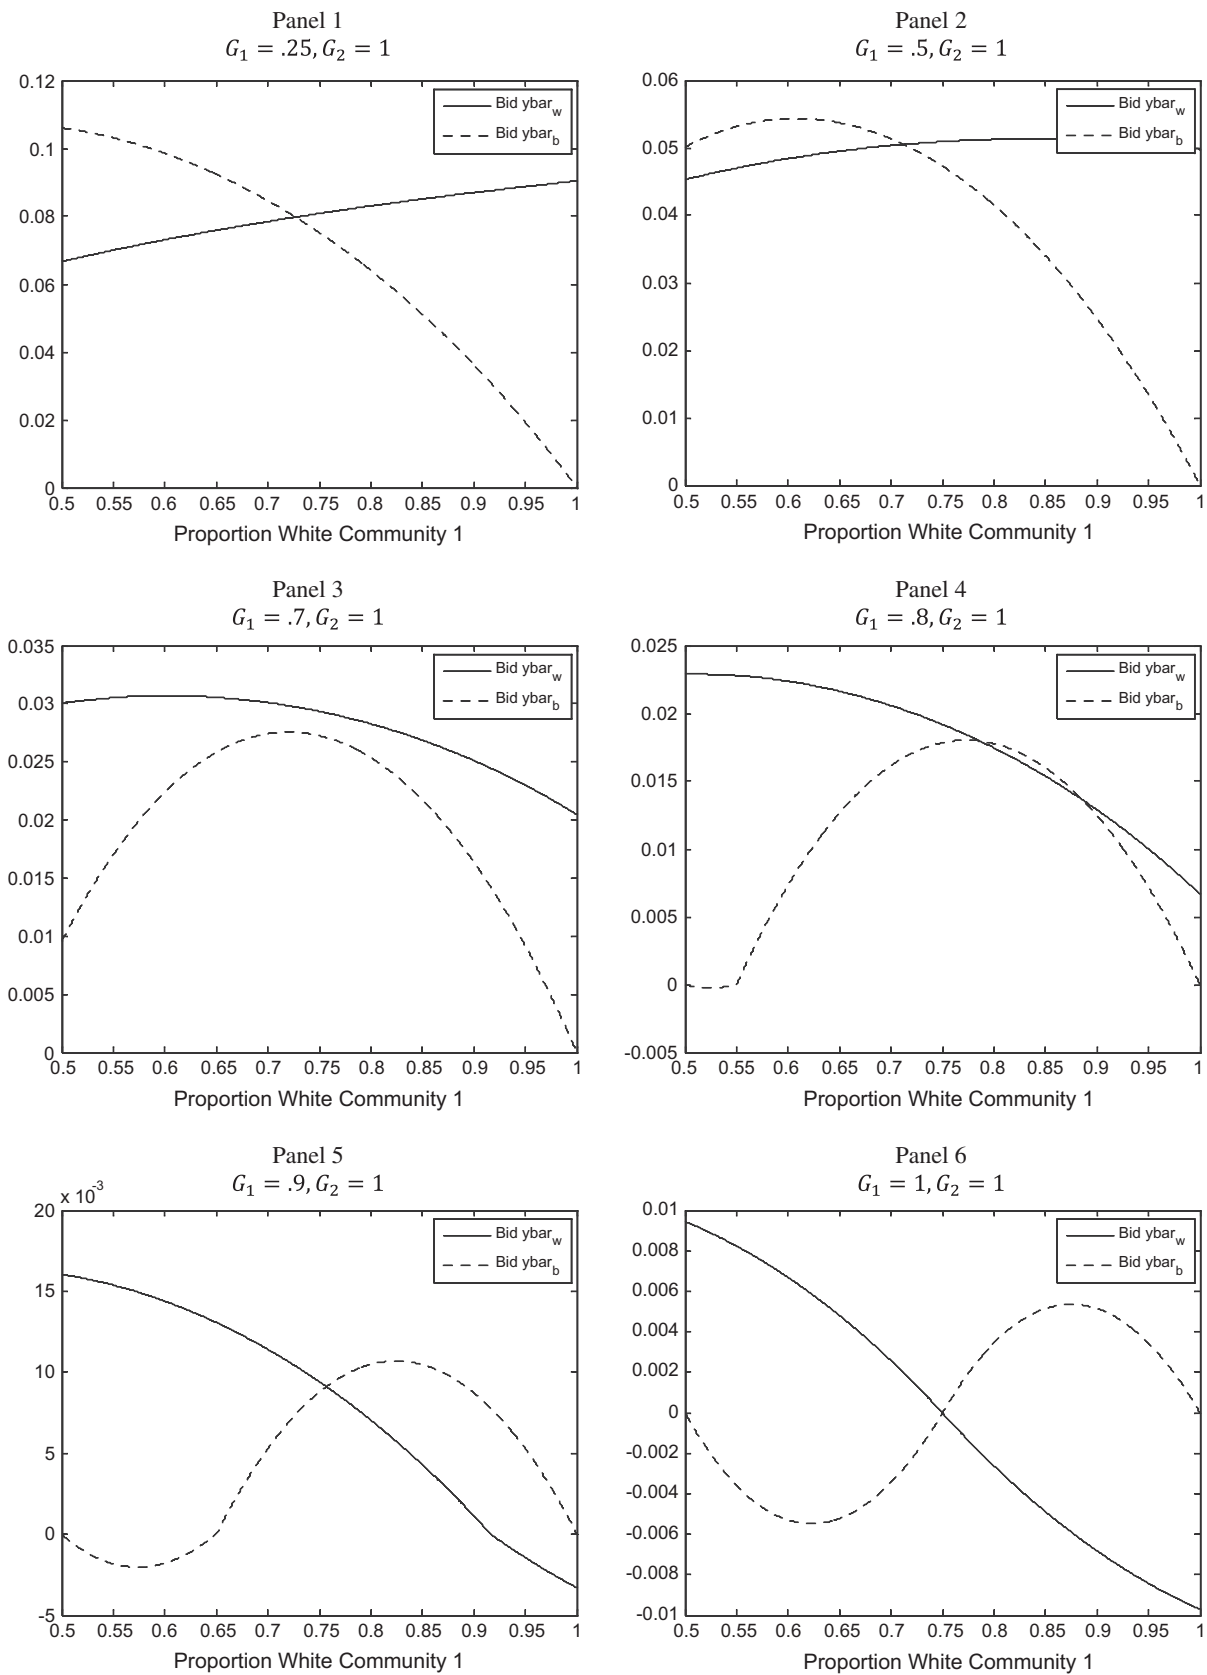 Panel 1
G₁ = .25, G₂ = 1
0.12
0.1
0.08
0.06
0.04
0.02
0
Bid ybar_w
Bid ybar_b
0.5 0.55 0.6 0.65 0.7 0.75 0.8 0.85 0.9 0.95 1
Proportion White Community 1
Panel 2
G₁ = .5, G₂ = 1
0.06
0.05
0.04
0.03
0.02
0.01
0
Bid ybar_w
Bid ybar_b
0.5 0.55 0.6 0.65 0.7 0.75 0.8 0.85 0.9 0.95 1
Proportion White Community 1
Panel 3
G₁ = .7, G₂ = 1
0.035
0.03
0.025
0.02
0.015
0.01
0.005
0
Bid ybar_w
Bid ybar_b
0.5 0.55 0.6 0.65 0.7 0.75 0.8 0.85 0.9 0.95 1
Proportion White Community 1
Panel 4
G₁ = .8, G₂ = 1
0.025
0.02
0.015
0.01
0.005
0
-0.005
Bid ybar_w
Bid ybar_b
0.5 0.55 0.6 0.65 0.7 0.75 0.8 0.85 0.9 0.95 1
Proportion White Community 1
Panel 5
G₁ = .9, G₂ = 1
x 10⁻³
20
15
10
5
0
-5
Bid ybar_w
Bid ybar_b
0.5 0.55 0.6 0.65 0.7 0.75 0.8 0.85 0.9 0.95 1
Proportion White Community 1
Panel 6
G₁ = 1, G₂ = 1
0.01
0.008
0.006
0.004
0.002
0
-0.002
-0.004
-0.006
-0.008
-0.01
Bid ybar_w
Bid ybar_b
0.5 0.55 0.6 0.65 0.7 0.75 0.8 0.85 0.9 0.95 1
Proportion White Community 1